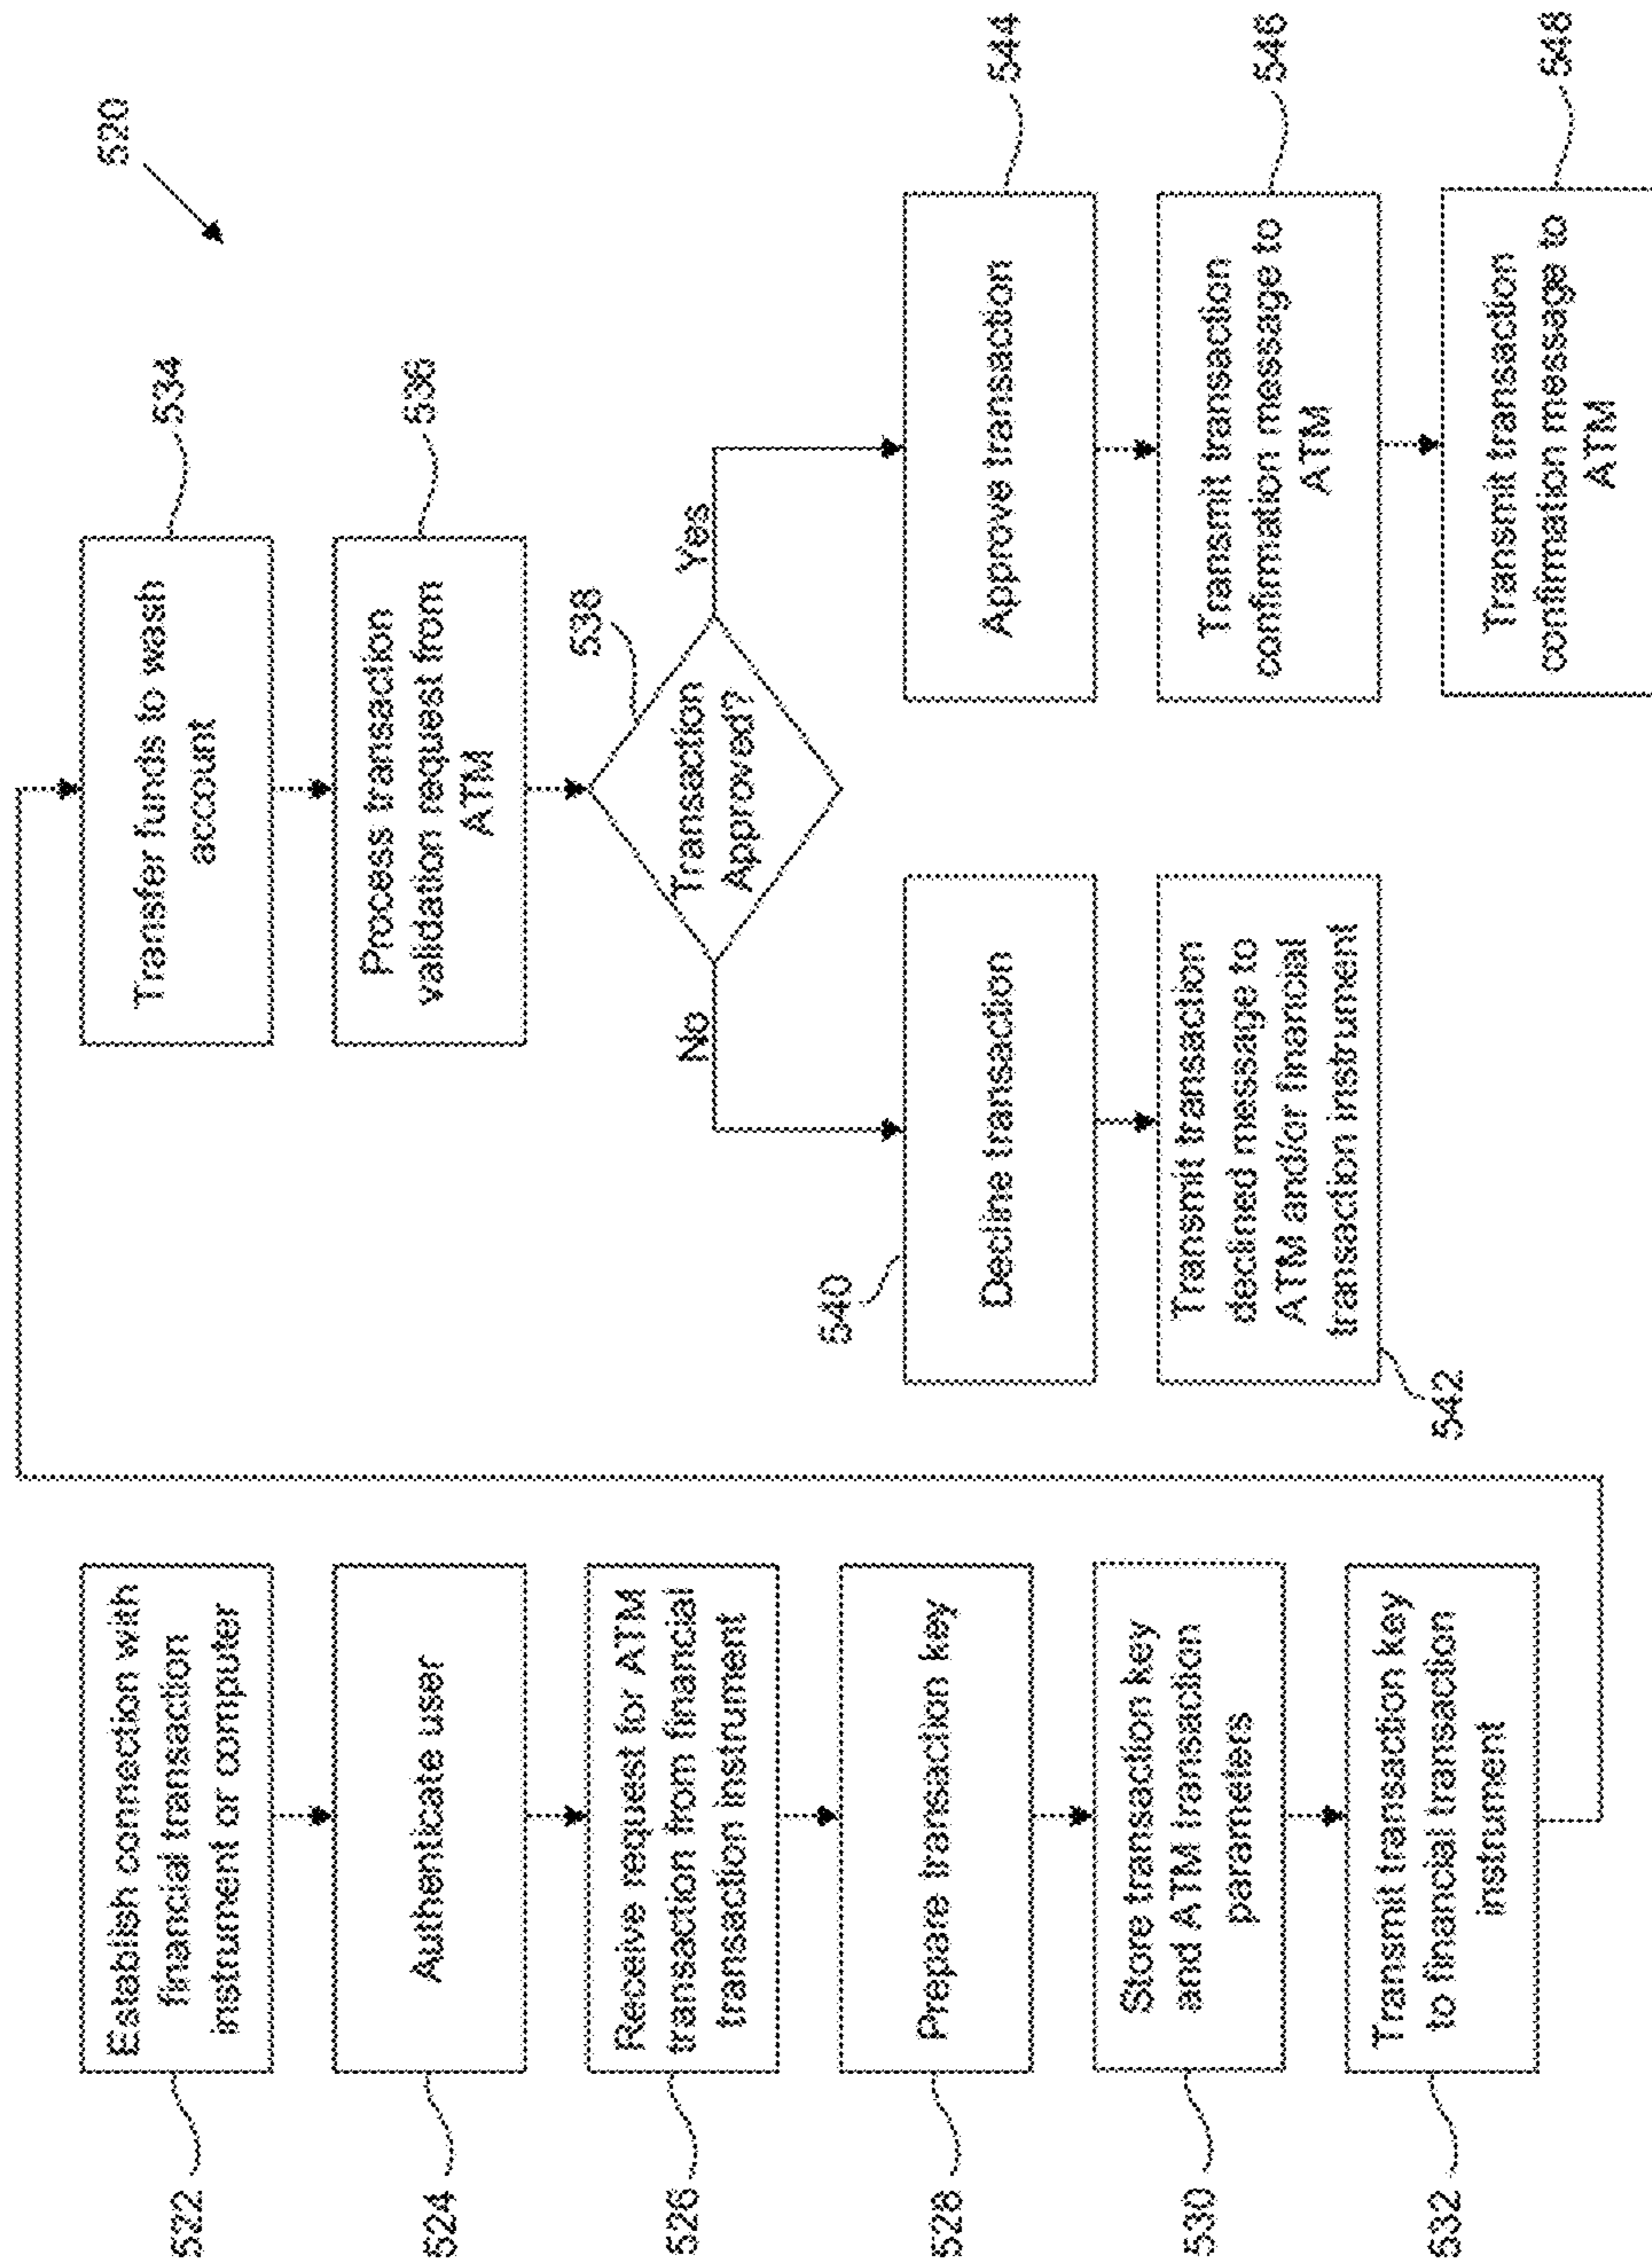 520
522
Establish connection with
financial transaction
instrument or computer
524
Authenticate user
526
Receive request for ATM
transaction from financial
transaction instrument
528
Prepare transaction key
530
Store transaction key
and ATM transaction
parameters
532
Transmit transaction key
to financial transaction
instrument
534
Transfer funds to wash
account
536
Process transaction
validation request from
ATM
538
Transaction
Approved?
No
Yes
540
Decline transaction
542
Transmit transaction
declined message to
ATM and/or financial
transaction instrument
544
Approve transaction
546
Transmit transaction
confirmation message to
ATM
548
Transmit transaction
confirmation message to
ATM